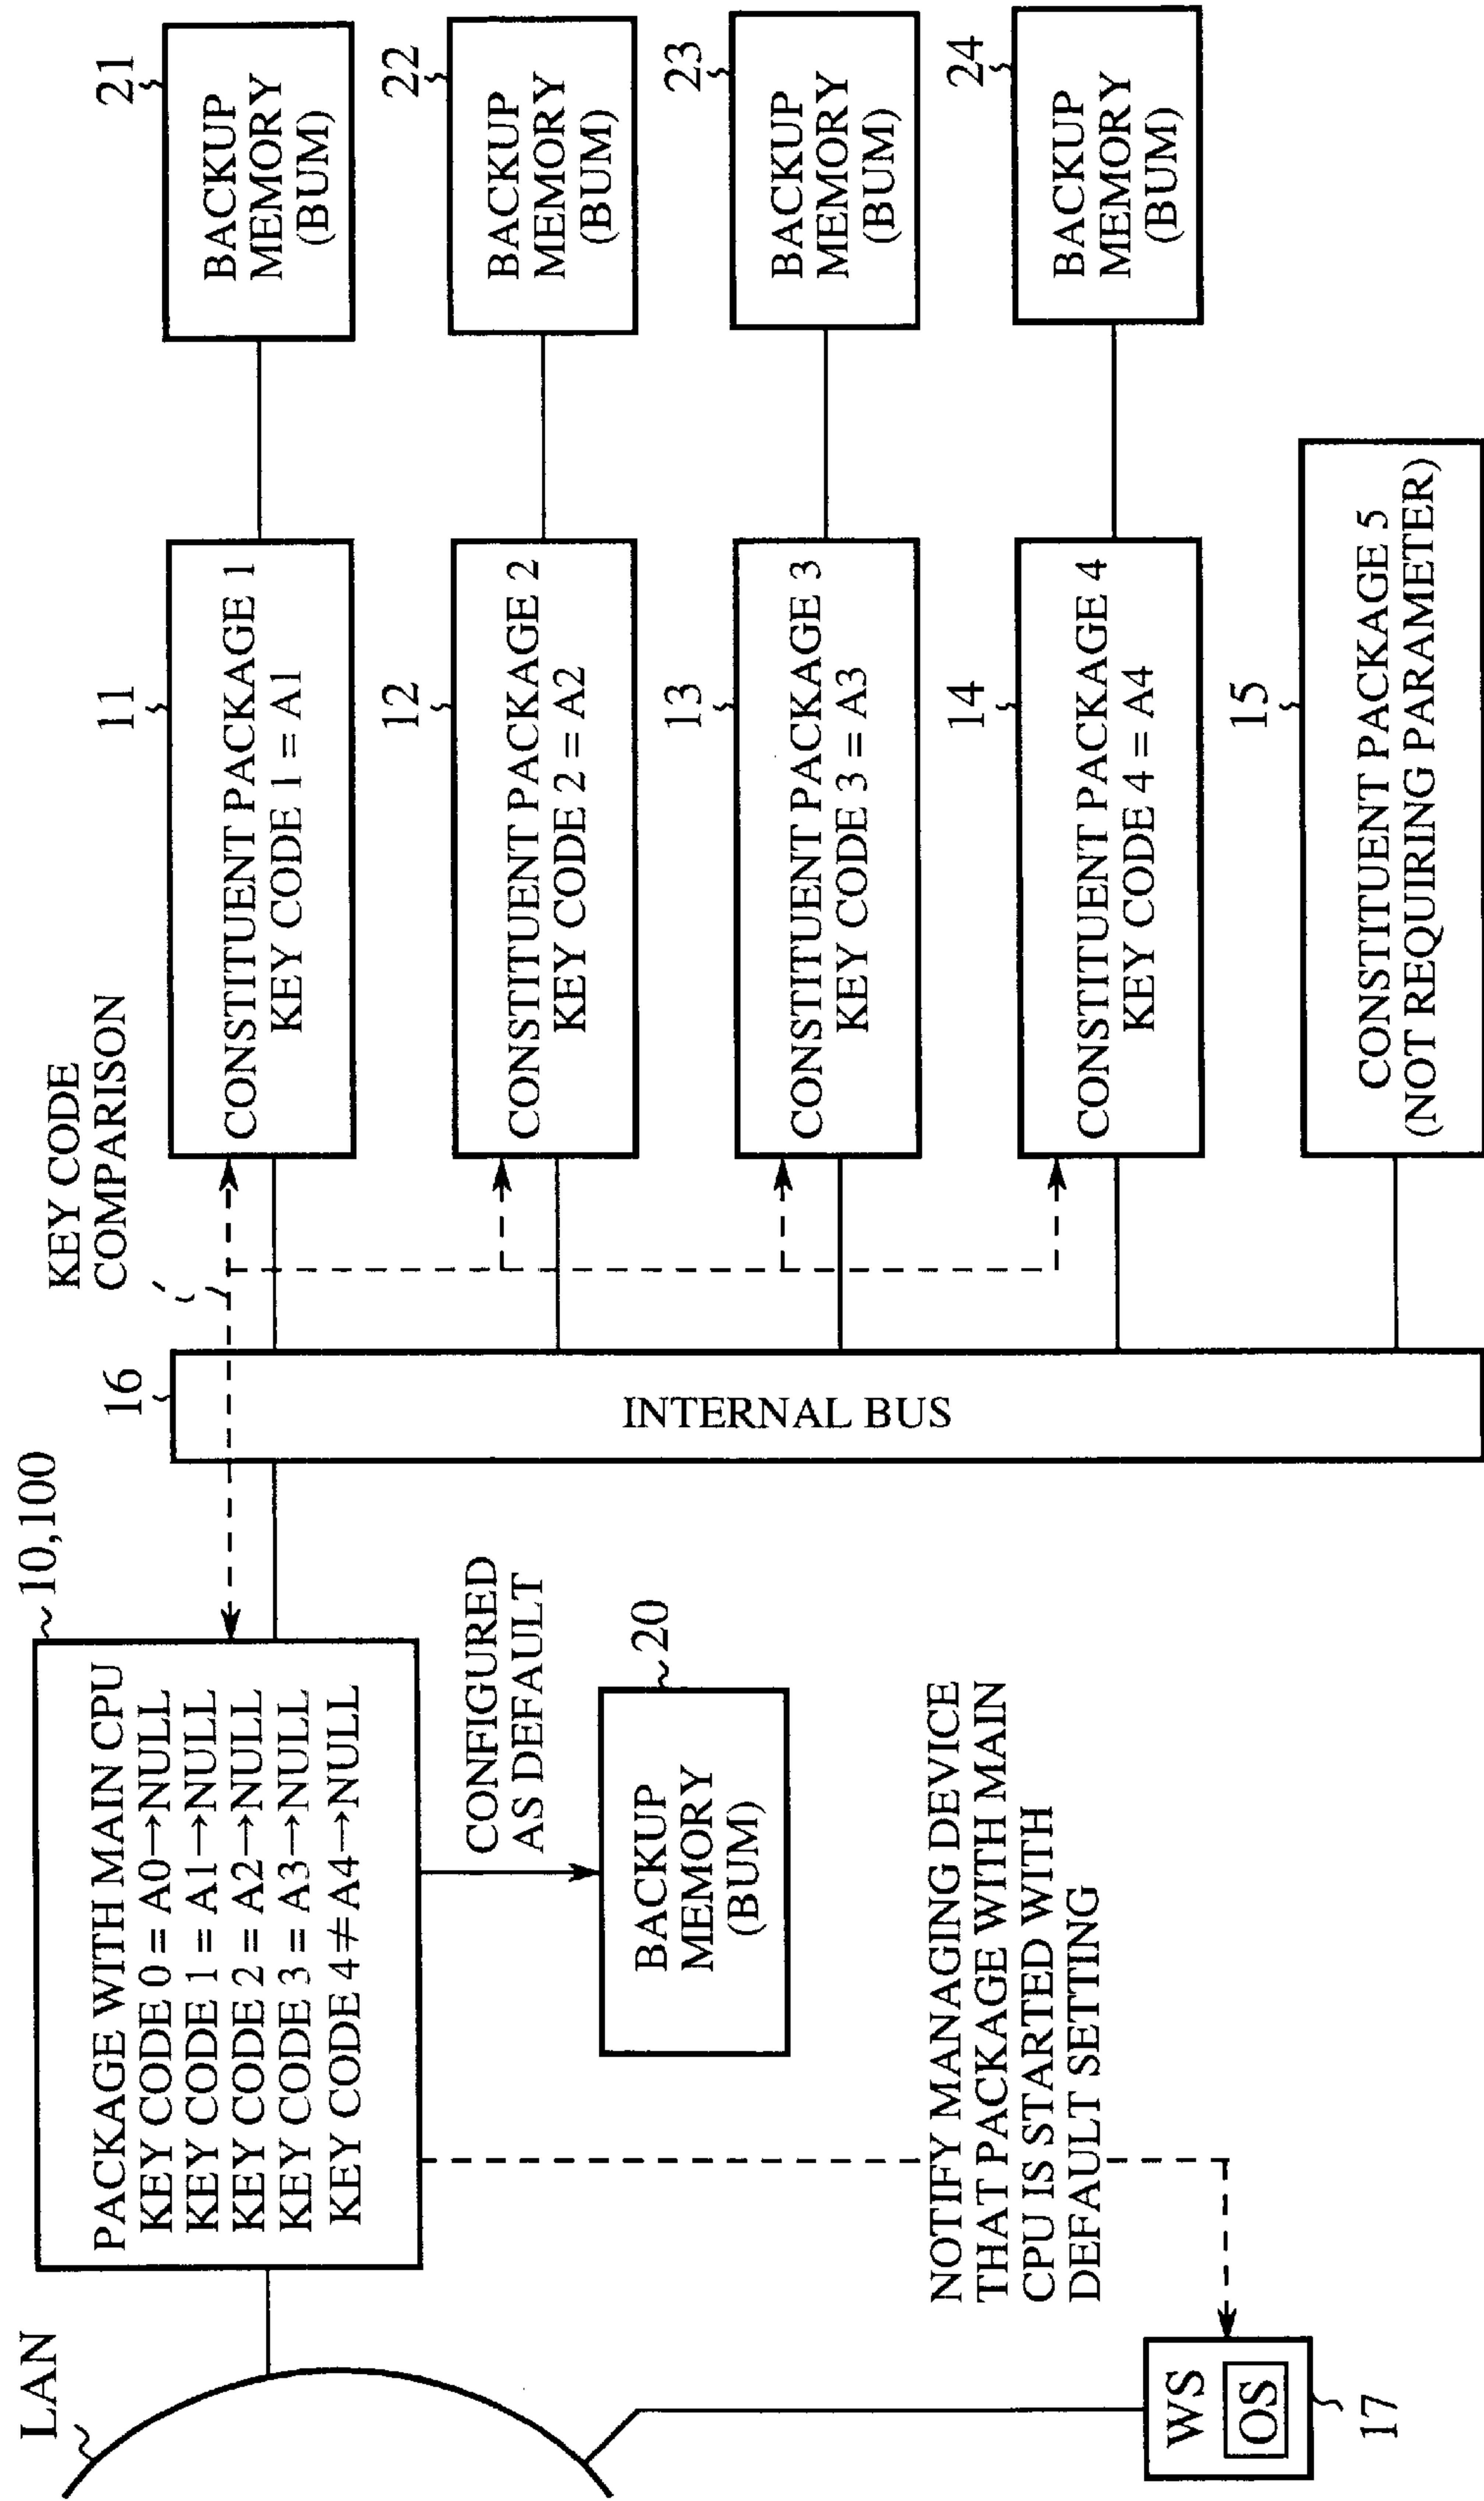 LAN
10,100
PACKAGE WITH MAIN CPU
KEY CODE 0 = A0→NULL
KEY CODE 1 = A1→NULL
KEY CODE 2 = A2→NULL
KEY CODE 3 = A3→NULL
KEY CODE 4 ≠ A4→NULL
CONFIGURED
AS DEFAULT
20
BACKUP
MEMORY
(BUM)
NOTIFY MANAGING DEVICE
THAT PACKAGE WITH MAIN
CPU IS STARTED WITH
DEFAULT SETTING
WS
OS
17
16
INTERNAL BUS
KEY CODE
COMPARISON
11
CONSTITUENT PACKAGE 1
KEY CODE 1 = A1
21
BACKUP
MEMORY
(BUM)
12
CONSTITUENT PACKAGE 2
KEY CODE 2 = A2
22
BACKUP
MEMORY
(BUM)
13
CONSTITUENT PACKAGE 3
KEY CODE 3 = A3
23
BACKUP
MEMORY
(BUM)
14
CONSTITUENT PACKAGE 4
KEY CODE 4 = A4
24
BACKUP
MEMORY
(BUM)
15
CONSTITUENT PACKAGE 5
(NOT REQUIRING PARAMETER)